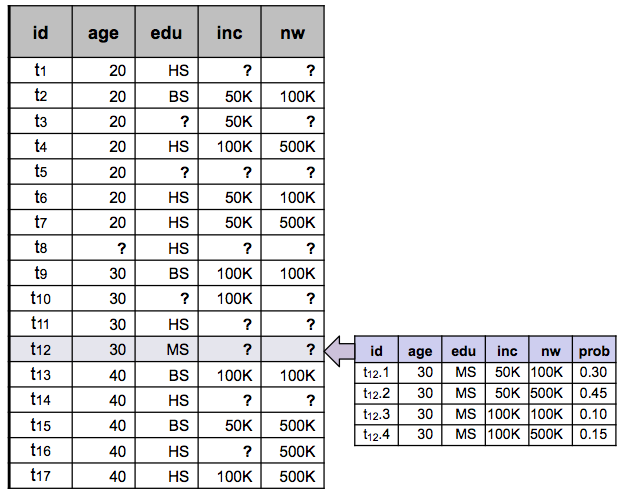 id age edu inc nw
t1 20 HS ? ?
t2 20 BS 50K 100K
t3 20 ? 50K ?
t4 20 HS 100K 500K
t5 20 ? ? ?
t6 20 HS 50K 100K
t7 20 HS 50K 500K
t8 ? HS ? ?
t9 30 BS 100K 100K
t10 30 ? 100K ?
t11 30 HS ? ?
t12 30 MS ? ?
t13 40 BS 100K 100K
t14 40 HS ? ?
t15 40 BS 50K 500K
t16 40 HS ? 500K
t17 40 HS 100K 500K
id age edu inc nw prob
t12.1 30 MS 50K 100K 0.30
t12.2 30 MS 50K 500K 0.45
t12.3 30 MS 100K 100K 0.10
t12.4 30 MS 100K 500K 0.15